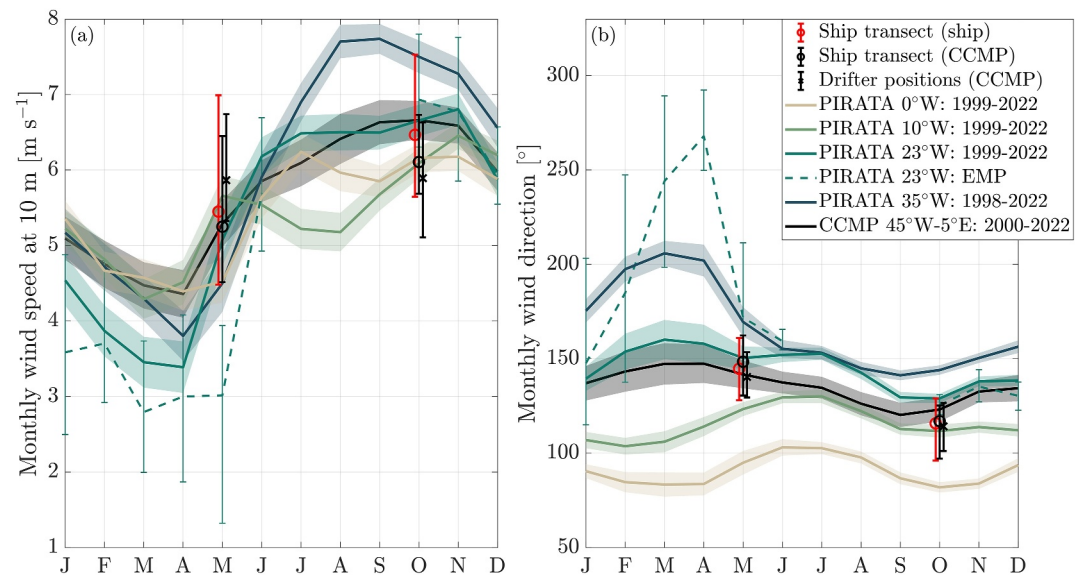 (a)
8
7
6
5
4
3
2
1
Monthly wind speed at 10 m [m s⁻¹]
J F M A M J J A S O N D
(b)
300
250
200
150
100
50
Monthly wind direction [°]
J F M A M J J A S O N D
Ship transect (ship)
Ship transect (CCMP)
Drifter positions (CCMP)
PIRATA 0°W: 1999-2022
PIRATA 10°W: 1999-2022
PIRATA 23°W: 1999-2022
PIRATA 23°W: EMP
PIRATA 35°W: 1998-2022
CCMP 45°W-5°E: 2000-2022